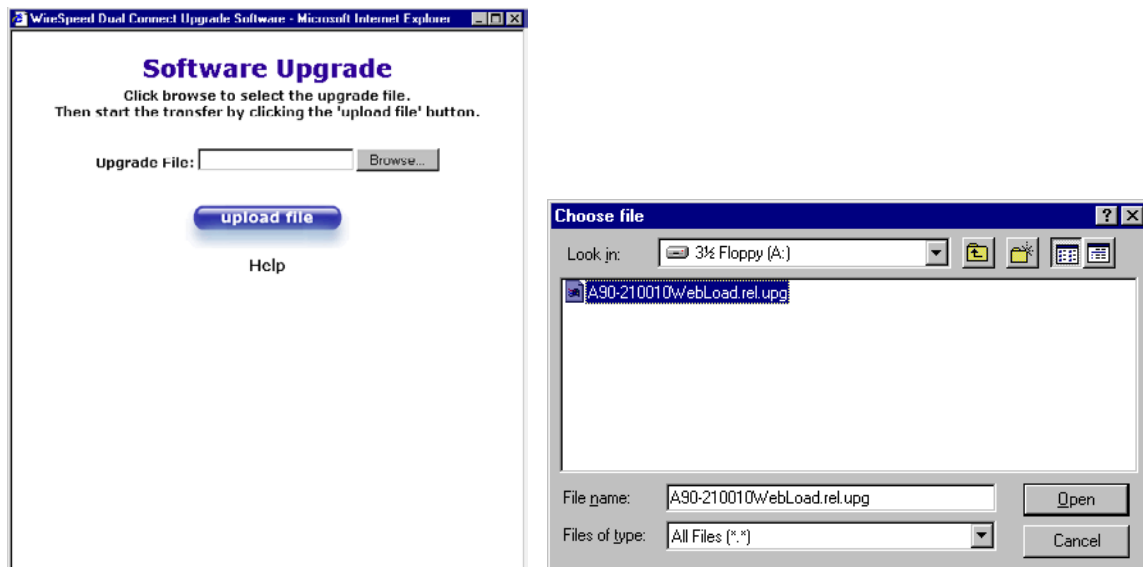 WireSpeed Dual Connect Upgrade Software - Microsoft Internet Explorer
Software Upgrade
Click browse to select the upgrade file.
Then start the transfer by clicking the 'upload file' button.
Upgrade File: Browse...
upload file
Help
Choose file
Look in: 3½ Floppy (A:)
A90-210010WebLoad.rel.upg
File name: A90-210010WebLoad.rel.upg Open
Files of type: All Files (*.*) Cancel